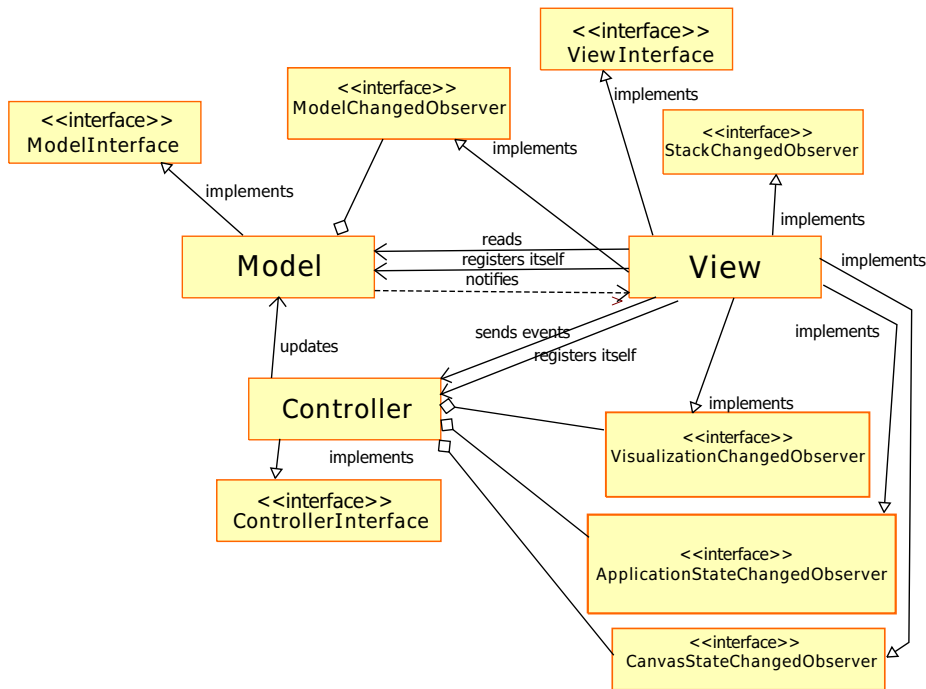 <<interface>>
ViewInterface
<<interface>>
ModelChangedObserver
<<interface>>
ModelInterface
<<interface>>
StackChangedObserver
implements
implements
implements
implements
Model
reads
registers itself
notifies
View
implements
implements
sends events
registers itself
updates
Controller
implements
implements
<<interface>>
VisualizationChangedObserver
<<interface>>
ControllerInterface
<<interface>>
ApplicationStateChangedObserver
<<interface>>
CanvasStateChangedObserver